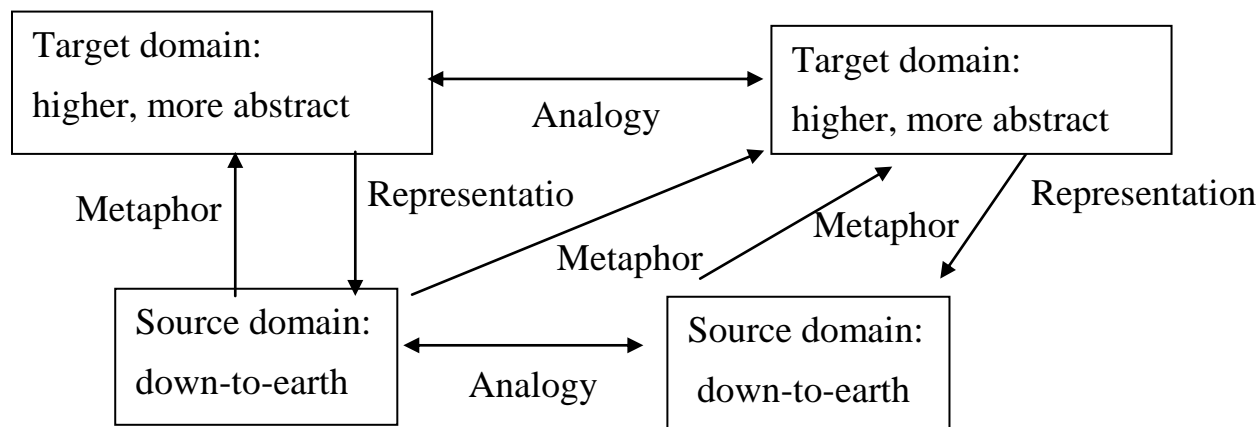 Target domain:
higher, more abstract
Target domain:
higher, more abstract
Analogy
Metaphor
Representatio
Metaphor
Metaphor
Representation
Source domain:
down-to-earth
Source domain:
down-to-earth
Analogy